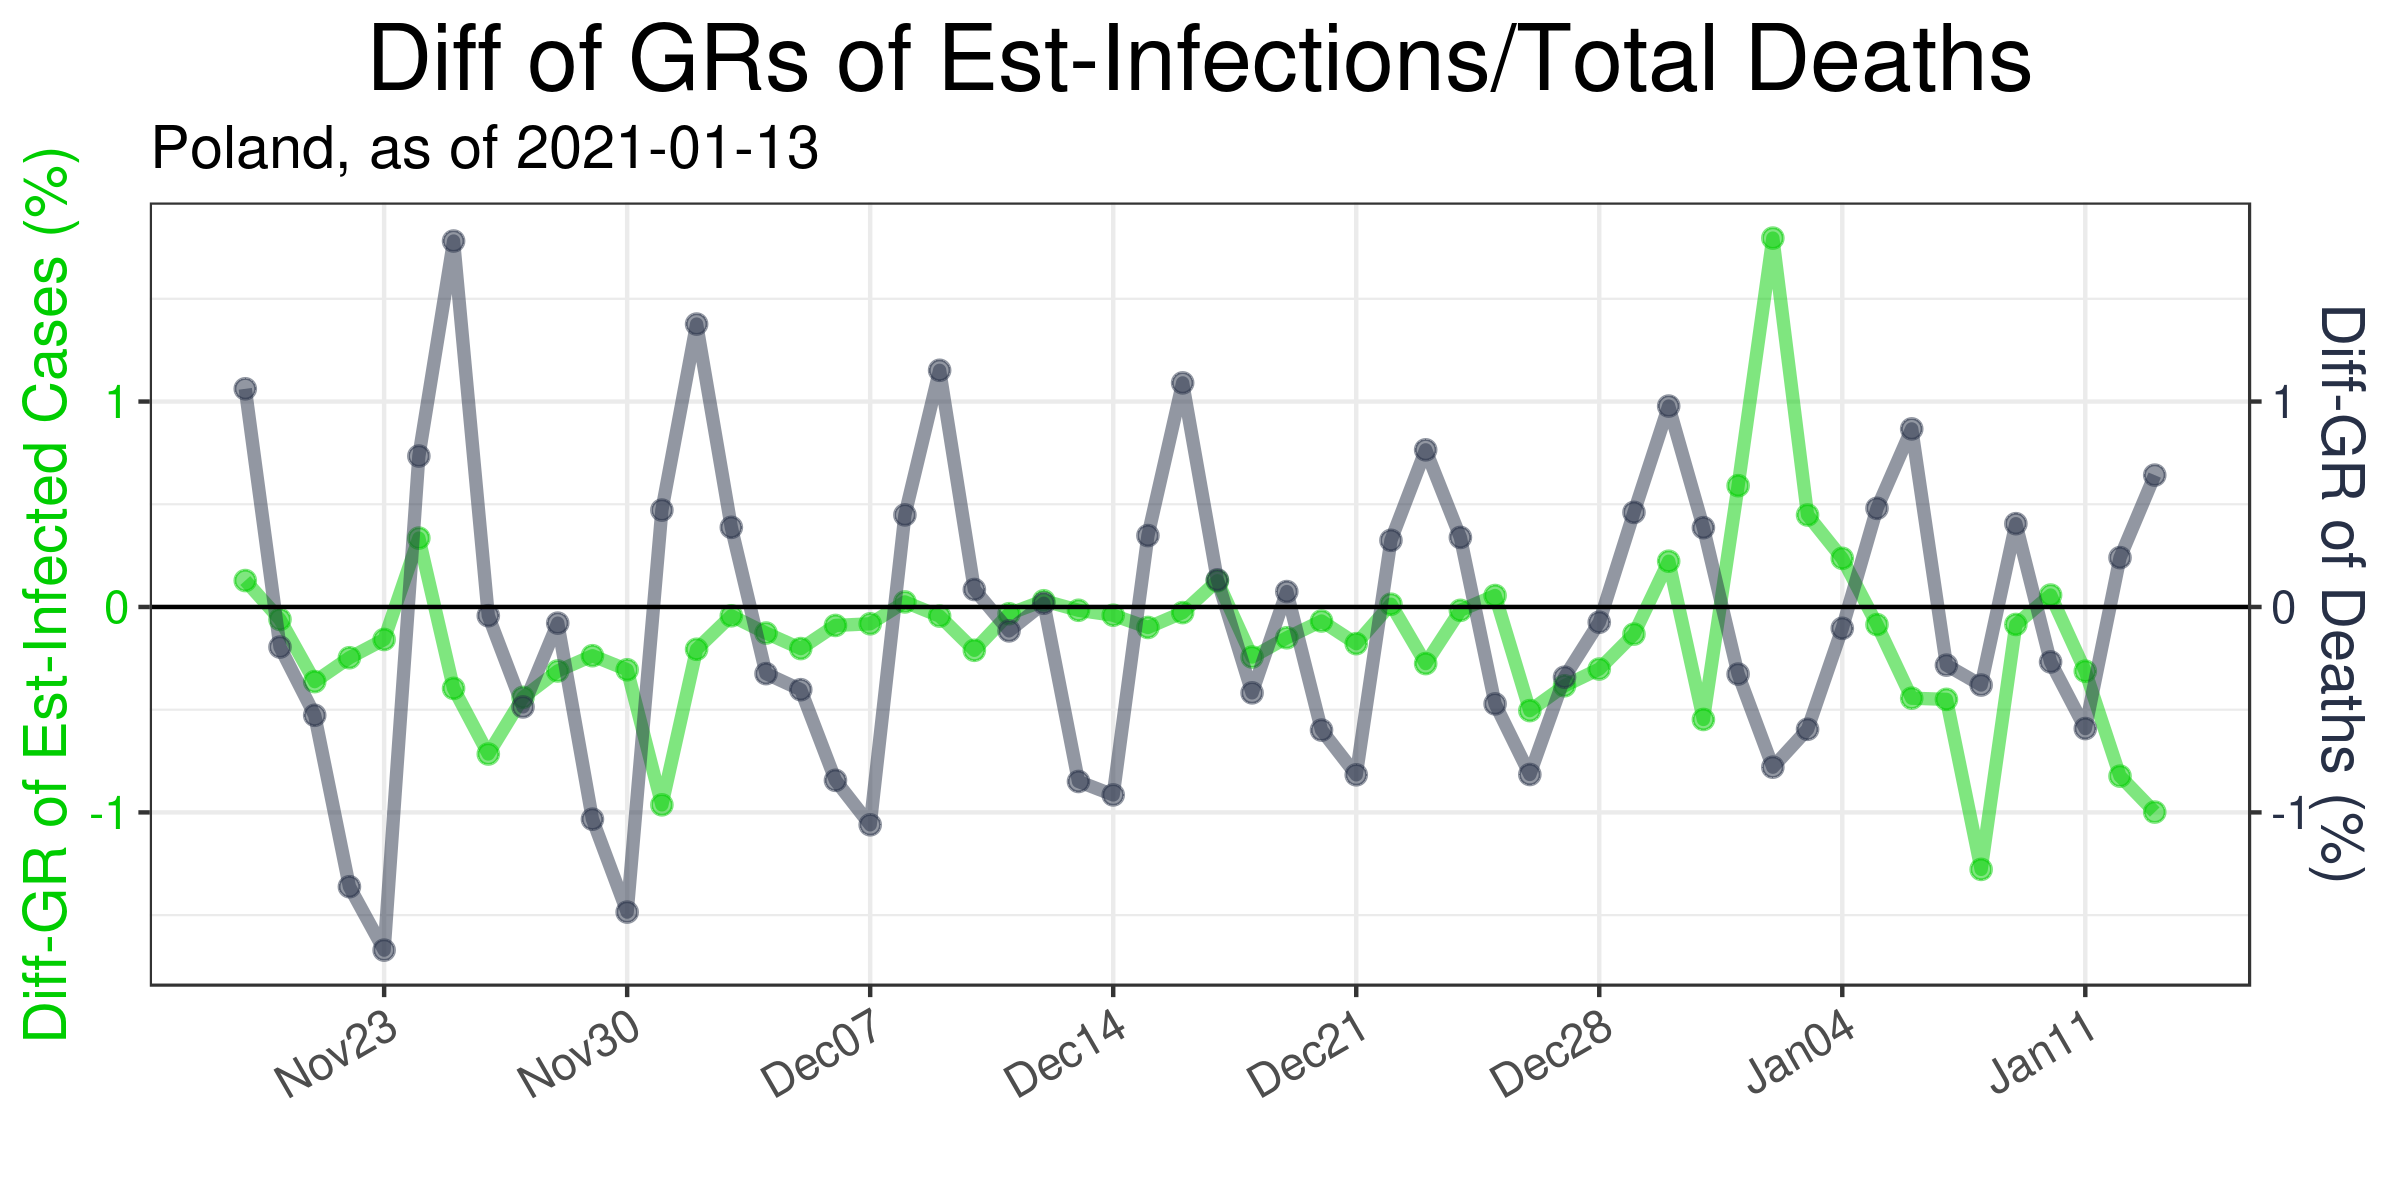 Diff of GRs of Est-Infections/Total Deaths
Poland, as of 2021-01-13
Diff-GR of Est-Infected Cases (%)
1
0
-1
1
0
-1
Diff-GR of Deaths (%)
Nov23
Nov30
Dec07
Dec14
Dec21
Dec28
Jan04
Jan11